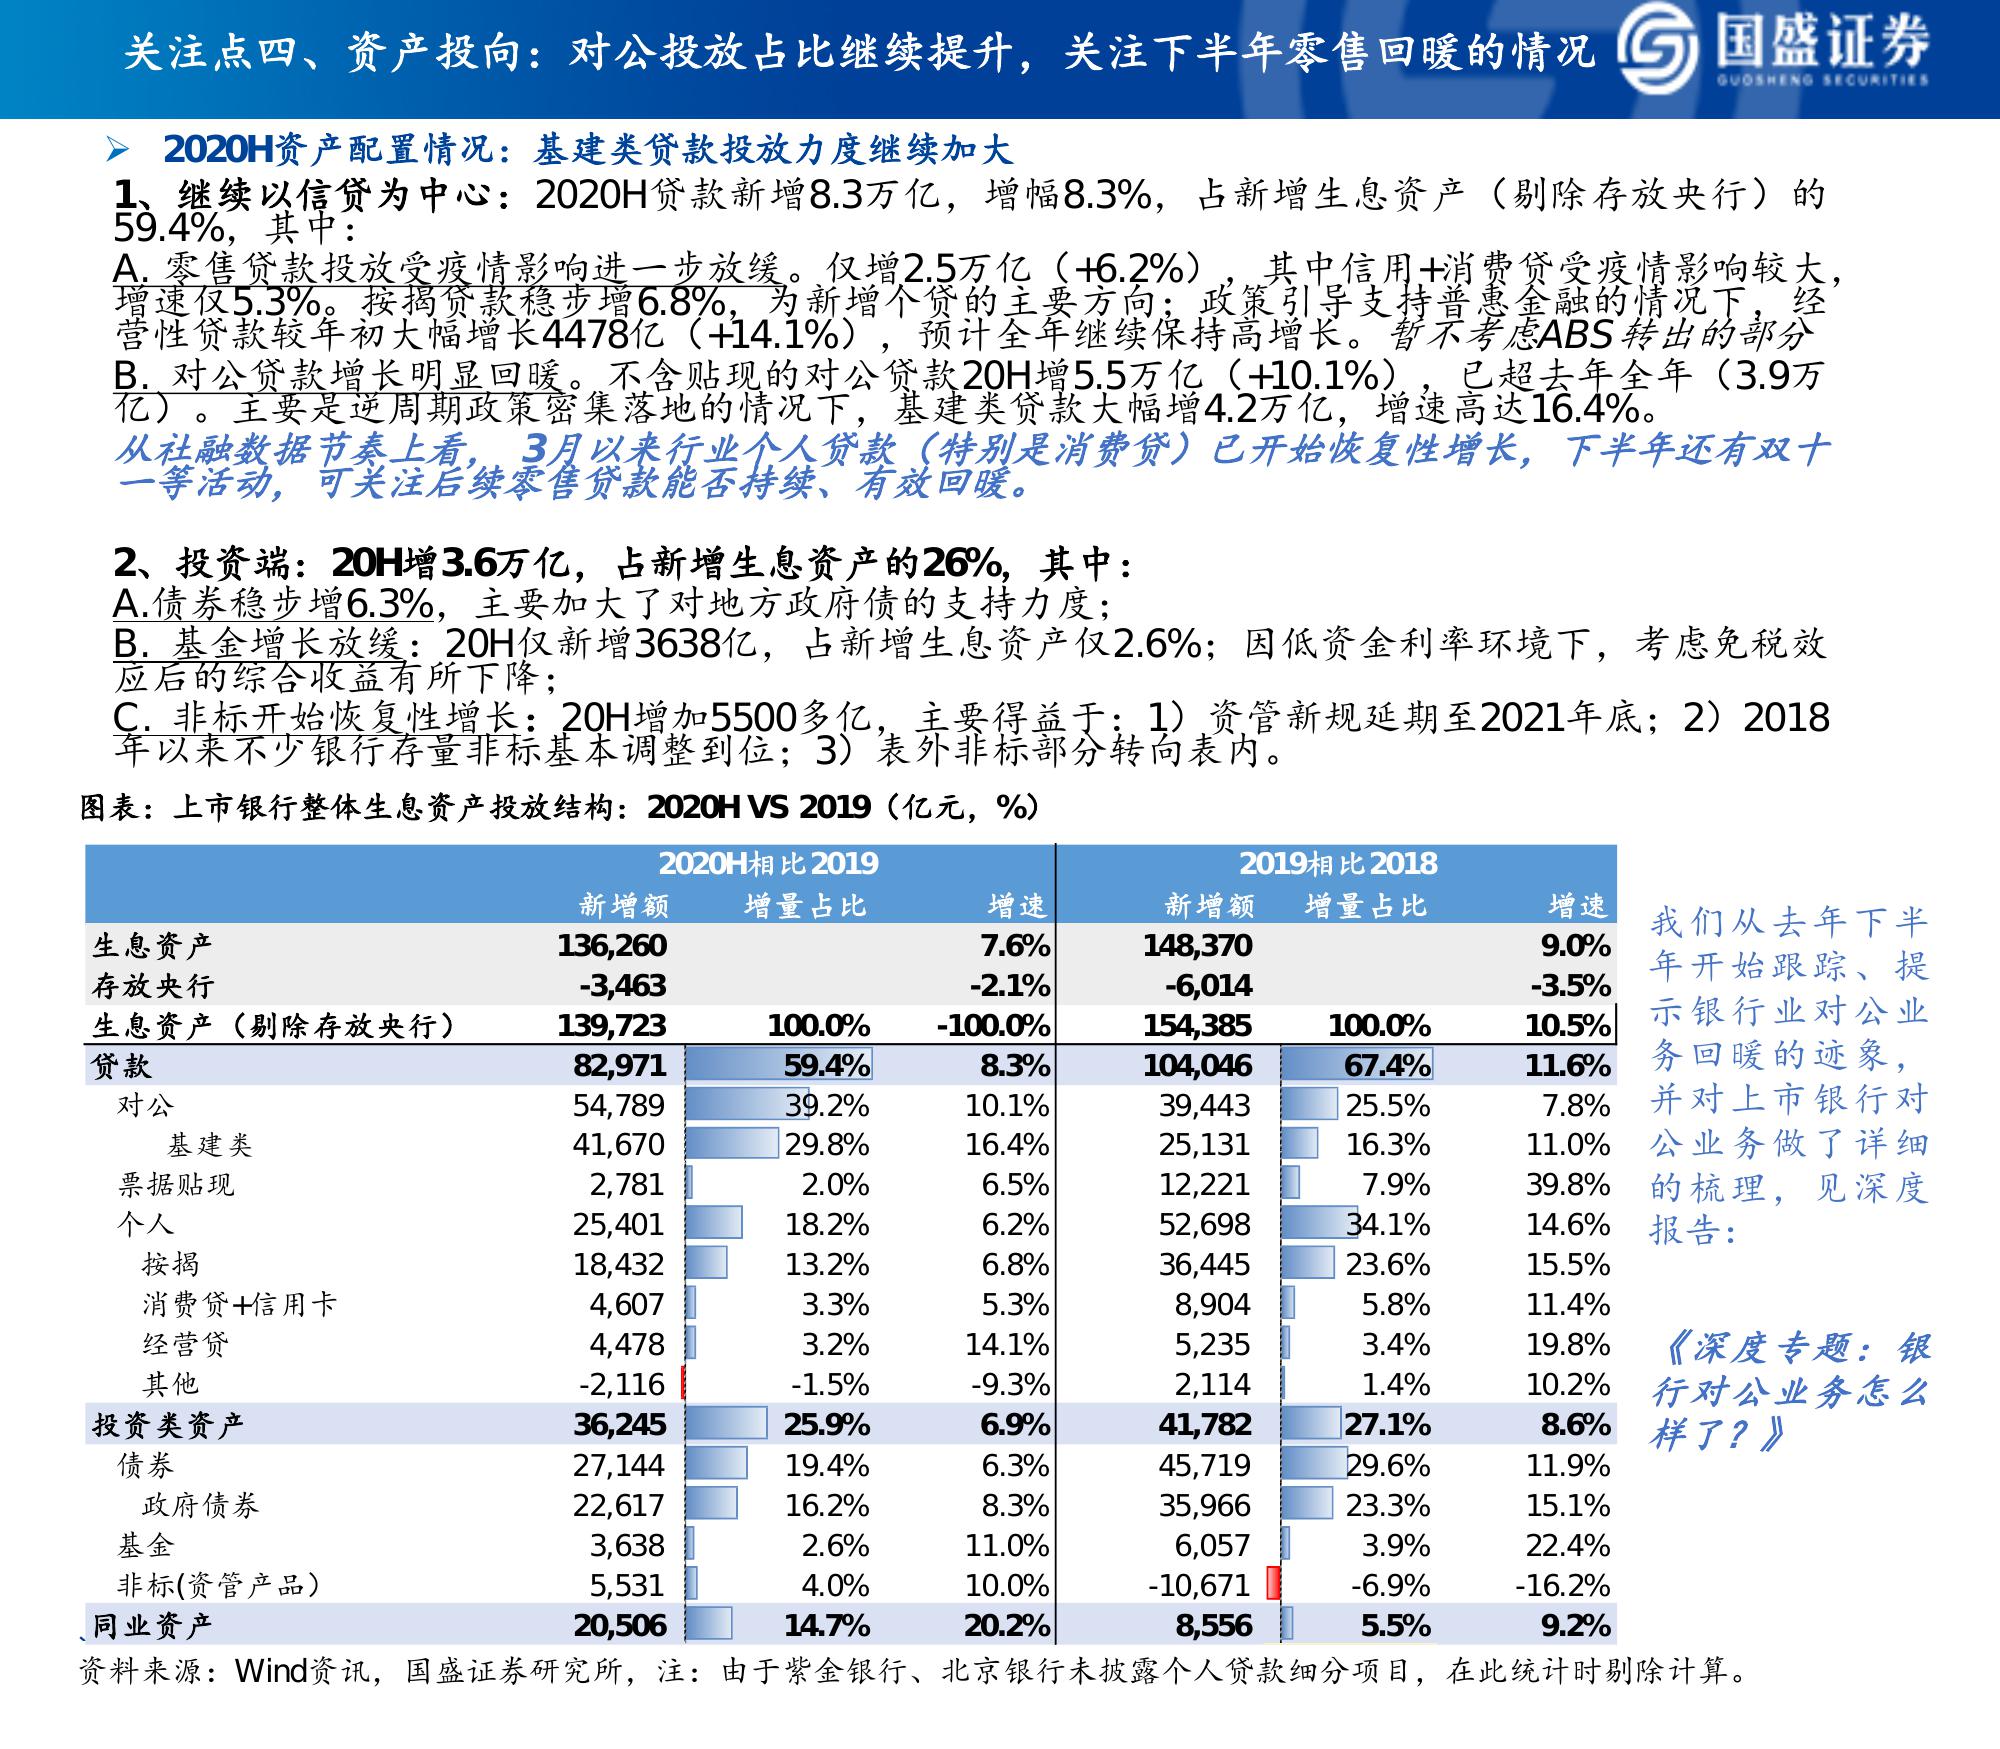 关注点四、资产投向：对公投放占比继续提升，关注下半年零售回暖的情况
国盛证券
GUOSHENG SECURITIES
2020H资产配置情况：基建类贷款投放力度继续加大
1、继续以信贷为中心：2020H贷款新增8.3万亿，增幅8.3%，占新增生息资产（剔除存放央行）的
59.4%，其中：
A. 零售贷款投放受疫情影响进一步放缓。仅增2.5万亿（+6.2%），其中信用+消费贷受疫情影响较大，
增速仅5.3%。按揭贷款稳步增6.8%，为新增个贷的主要方向；政策引导支持普惠金融的情况下，经
营性贷款较年初大幅增长4478亿（+14.1%），预计全年继续保持高增长。暂不考虑ABS转出的部分
B. 对公贷款增长明显回暖。不含贴现的对公贷款20H增5.5万亿（+10.1%），已超去年全年（3.9万
亿）。主要是逆周期政策密集落地的情况下，基建类贷款大幅增4.2万亿，增速高达16.4%。
从社融数据节奏上看， 3月以来行业个人贷款（特别是消费贷）已开始恢复性增长，下半年还有双十
一等活动，可关注后续零售贷款能否持续、有效回暖。
2、投资端：20H增3.6万亿，占新增生息资产的26%，其中：
A.债券稳步增6.3%，主要加大了对地方政府债的支持力度；
B. 基金增长放缓：20H仅新增3638亿，占新增生息资产仅2.6%；因低资金利率环境下，考虑免税效
应后的综合收益有所下降；
C. 非标开始恢复性增长：20H增加5500多亿，主要得益于：1）资管新规延期至2021年底；2）2018
年以来不少银行存量非标基本调整到位；3）表外非标部分转向表内。
图表：上市银行整体生息资产投放结构：2020H VS 2019（亿元，%）
2020H相比2019 2019相比2018
新增额 增量占比 增速 新增额 增量占比 增速
生息资产 136,260 7.6% 148,370 9.0%
存放央行 -3,463 -2.1% -6,014 -3.5%
生息资产（剔除存放央行） 139,723 100.0% -100.0% 154,385 100.0% 10.5%
贷款 82,971 59.4% 8.3% 104,046 67.4% 11.6%
对公 54,789 39.2% 10.1% 39,443 25.5% 7.8%
基建类 41,670 29.8% 16.4% 25,131 16.3% 11.0%
票据贴现 2,781 2.0% 6.5% 12,221 7.9% 39.8%
个人 25,401 18.2% 6.2% 52,698 34.1% 14.6%
按揭 18,432 13.2% 6.8% 36,445 23.6% 15.5%
消费贷+信用卡 4,607 3.3% 5.3% 8,904 5.8% 11.4%
经营贷 4,478 3.2% 14.1% 5,235 3.4% 19.8%
其他 -2,116 -1.5% -9.3% 2,114 1.4% 10.2%
投资类资产 36,245 25.9% 6.9% 41,782 27.1% 8.6%
债券 27,144 19.4% 6.3% 45,719 29.6% 11.9%
政府债券 22,617 16.2% 8.3% 35,966 23.3% 15.1%
基金 3,638 2.6% 11.0% 6,057 3.9% 22.4%
非标(资管产品） 5,531 4.0% 10.0% -10,671 -6.9% -16.2%
同业资产 20,506 14.7% 20.2% 8,556 5.5% 9.2%
我们从去年下半
年开始跟踪、提
示银行业对公业
务回暖的迹象，
并对上市银行对
公业务做了详细
的梳理，见深度
报告：
《深度专题：银
行对公业务怎么
样了？》
资料来源：Wind资讯，国盛证券研究所，注：由于紫金银行、北京银行未披露个人贷款细分项目，在此统计时剔除计算。